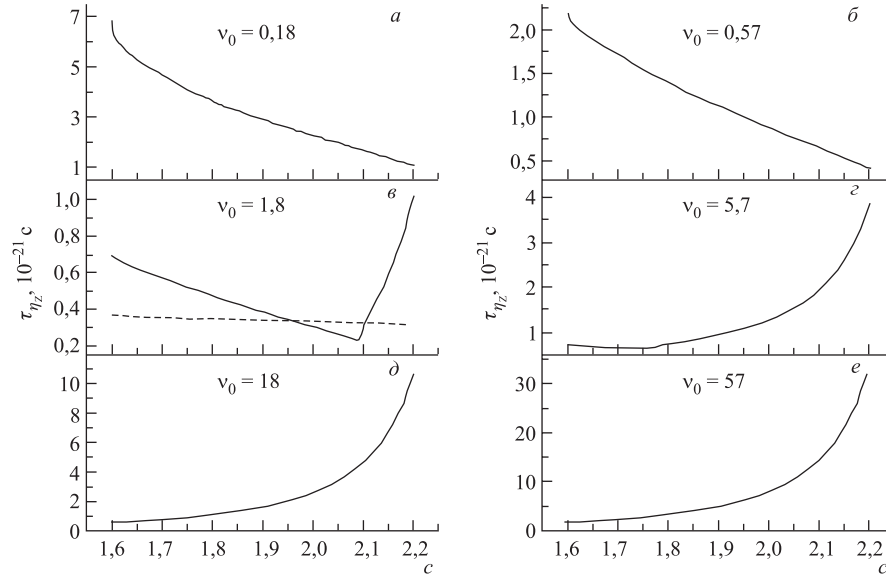 7
5
3
1
ν₀ = 0,18
а
2,0
1,5
1,0
0,5
ν₀ = 0,57
б
τ_{η_z}, 10⁻²¹ с
1,0
0,8
0,6
0,4
0,2
ν₀ = 1,8
в
τ_{η_z}, 10⁻²¹ с
4
3
2
1
ν₀ = 5,7
г
10
8
6
4
2
0
ν₀ = 18
д
1,6 1,7 1,8 1,9 2,0 2,1 2,2
c
30
20
10
0
ν₀ = 57
е
1,6 1,7 1,8 1,9 2,0 2,1 2,2
c